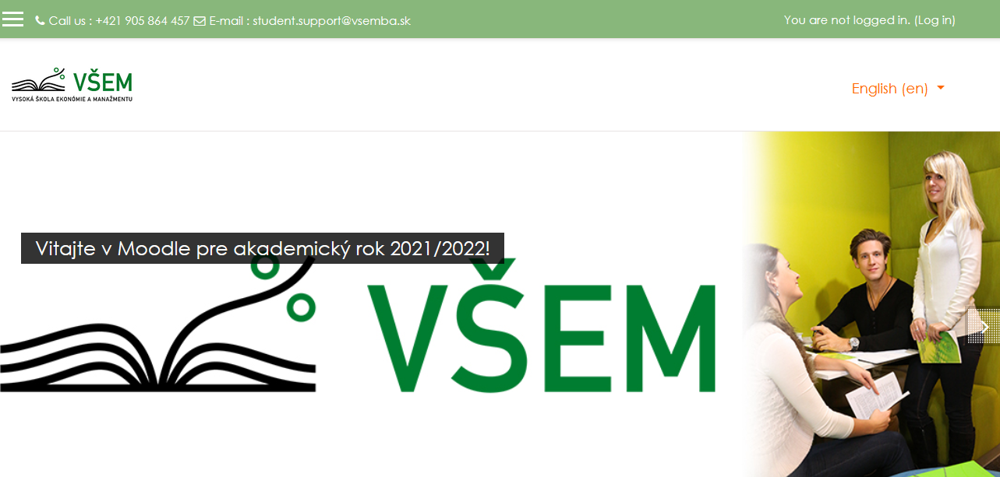 Call us : +421 905 864 457 E-mail : student.support@vsemba.sk
You are not logged in. (Log in)
VŠEM
VYSOKÁ ŠKOLA EKONÓMIE A MANAŽMENTU
English (en)
Vitajte v Moodle pre akademický rok 2021/2022!
VŠEM